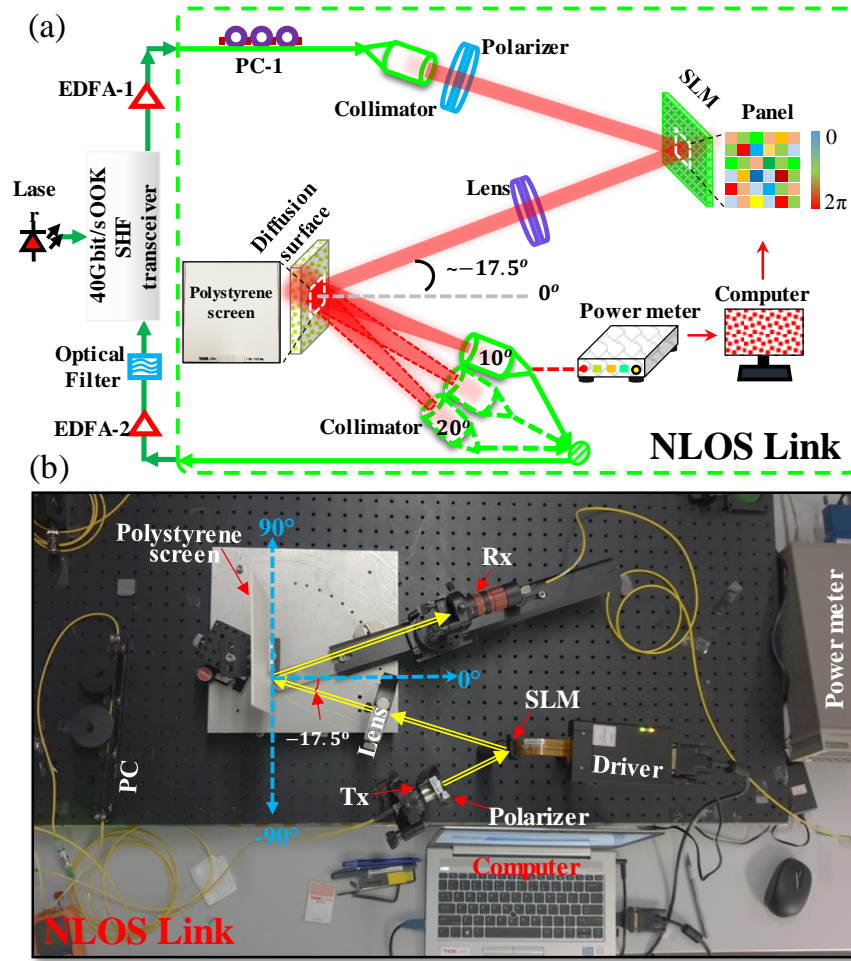 (a)
PC-1
Polarizer
EDFA-1
Collimator
SLM
Panel
0
2π
Lase
r
40Gbit/sOOK
SHF
transceiver
Diffusion
surface
Lens
~−17.5°
0°
Polystyrene
screen
Power meter
Computer
10°
Optical
Filter
20°
Collimator
EDFA-2
NLOS Link
(b)
90°
Polystyrene
screen
Rx
Power meter
0°
SLM
−17.5°
Lens
PC
Driver
Tx
Polarizer
-90°
Computer
NLOS Link